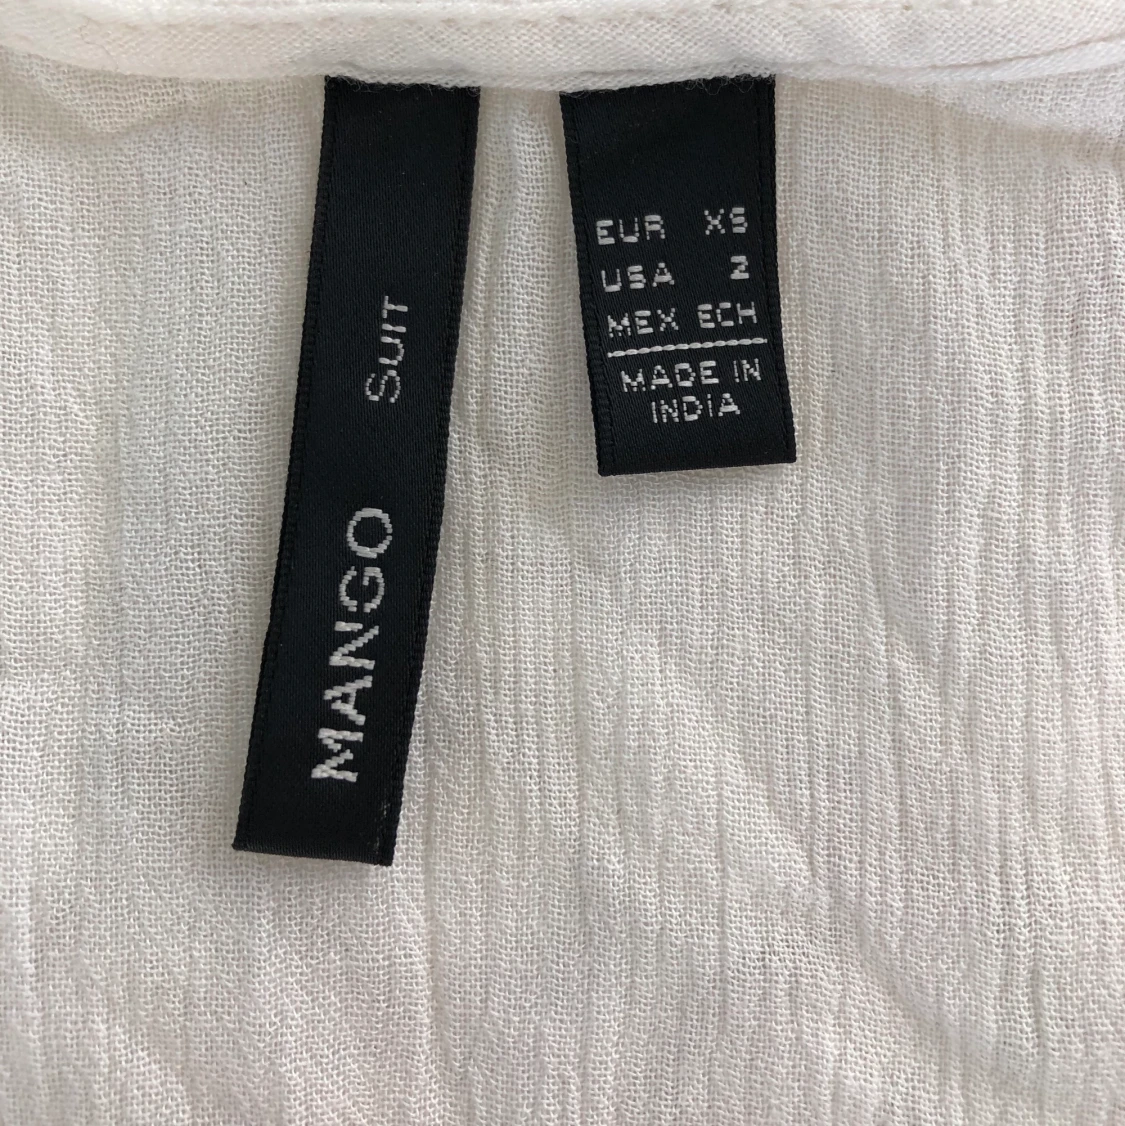 MANGO Suit
EUR XS
USA 2
MEX ECH
MADE IN
INDIA